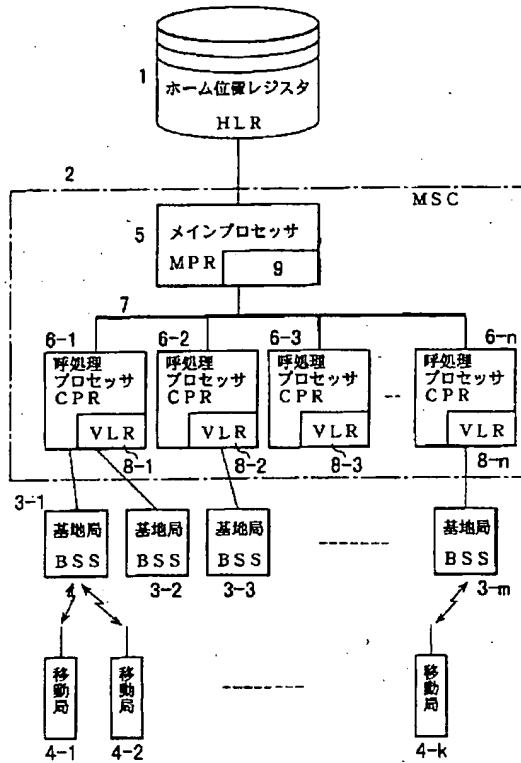 1
ホーム位置レジスタ
HLR
2
MSC
5
メインプロセッサ
MPR
9
7
6-1
6-2
6-3
6-n
呼処理
プロセッサ
CPR
VLR
呼処理
プロセッサ
CPR
VLR
呼処理
プロセッサ
CPR
VLR
呼処理
プロセッサ
CPR
VLR
8-1
8-2
8-3
8-n
3-1
基地局
BSS
基地局
BSS
基地局
BSS
基地局
BSS
3-2
3-3
3-m
移動局
移動局
移動局
4-1
4-2
4-k